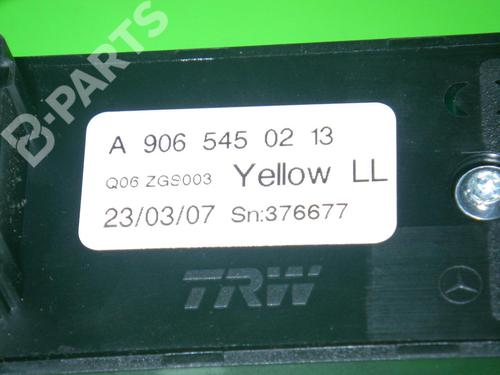 B-PARTS
A 906 545 02 13
Q06 ZGS003 Yellow LL
23/03/07 Sn:376677
TRW